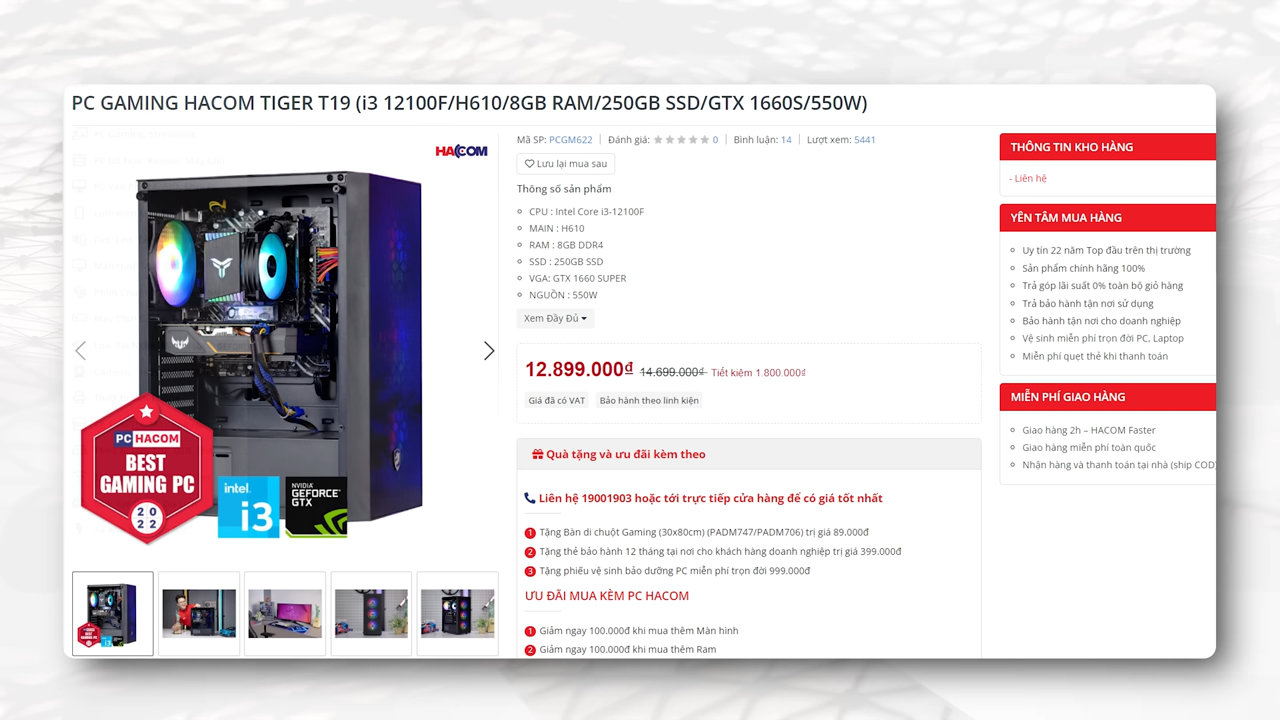 PC GAMING HACOM TIGER T19 (i3 12100F/H610/8GB RAM/250GB SSD/GTX 1660S/550W)
HACOM
PC HACOM
BEST
GAMING PC
20
22
intel.
i3
NVIDIA
GEFORCE
GTX
Mã SP: PCGM622 | Đánh giá: 0 | Bình luận: 14 | Lượt xem: 5441
Lưu lại mua sau
Thông số sản phẩm
CPU : Intel Core i3-12100F
MAIN : H610
RAM : 8GB DDR4
SSD : 250GB SSD
VGA: GTX 1660 SUPER
NGUỒN : 550W
Xem Đầy Đủ
12.899.000₫ 14.699.000₫ Tiết kiệm 1.800.000₫
Giá đã có VAT Bảo hành theo linh kiện
Quà tặng và ưu đãi kèm theo
Liên hệ 19001903 hoặc tới trực tiếp cửa hàng để có giá tốt nhất
1 Tặng Bàn di chuột Gaming (30x80cm) (PADM747/PADM706) trị giá 89.000đ
2 Tặng thẻ bảo hành 12 tháng tại nơi cho khách hàng doanh nghiệp trị giá 399.000đ
3 Tặng phiếu vệ sinh bảo dưỡng PC miễn phí trọn đời 999.000đ
ƯU ĐÃI MUA KÈM PC HACOM
1 Giảm ngay 100.000đ khi mua thêm Màn hình
2 Giảm ngay 100.000đ khi mua thêm Ram
THÔNG TIN KHO HÀNG
- Liên hệ
YÊN TÂM MUA HÀNG
Uy tín 22 năm Top đầu trên thị trường
Sản phẩm chính hãng 100%
Trả góp lãi suất 0% toàn bộ giỏ hàng
Trả bảo hành tận nơi sử dụng
Bảo hành tận nơi cho doanh nghiệp
Vệ sinh miễn phí trọn đời PC, Laptop
Miễn phí quẹt thẻ khi thanh toán
MIỄN PHÍ GIAO HÀNG
Giao hàng 2h – HACOM Faster
Giao hàng miễn phí toàn quốc
Nhận hàng và thanh toán tại nhà (ship COD)